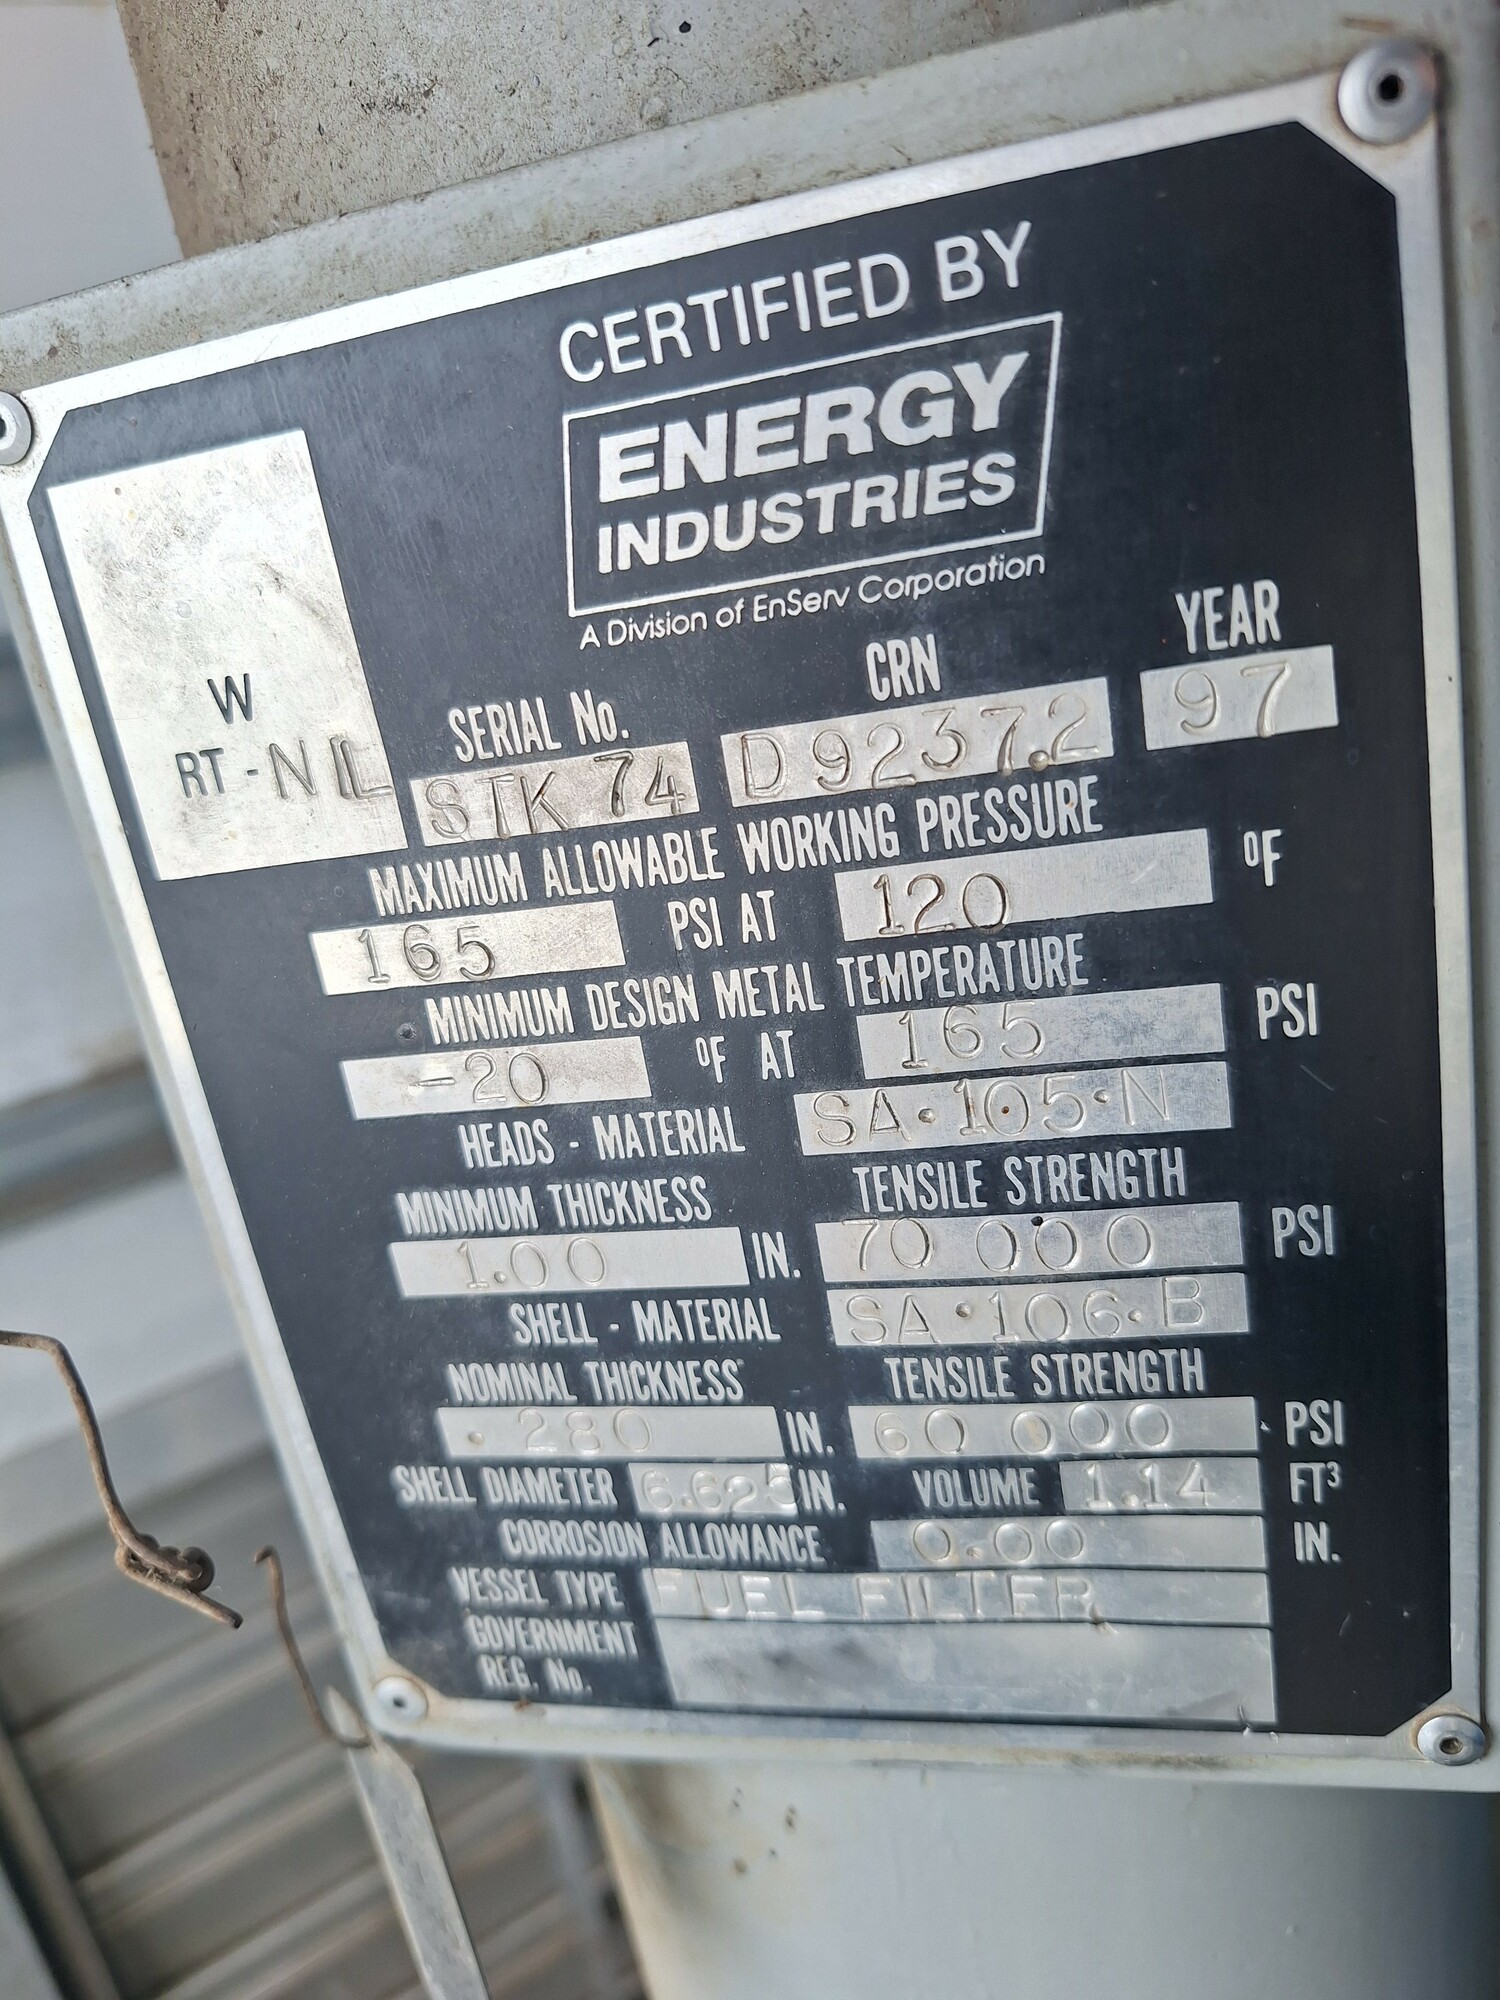 CERTIFIED BY
ENERGY
INDUSTRIES
A Division of EnServ Corporation
W
RT - NIL
SERIAL No. CRN YEAR
STK 74 D9237.2 97
MAXIMUM ALLOWABLE WORKING PRESSURE
165 PSI AT 120 ºF
MINIMUM DESIGN METAL TEMPERATURE
-20 ºF AT 165 PSI
HEADS - MATERIAL SA·105·N
MINIMUM THICKNESS TENSILE STRENGTH
1.00 IN. 70 000 PSI
SHELL - MATERIAL SA·106·B
NOMINAL THICKNESS TENSILE STRENGTH
.280 IN. 60 000 PSI
SHELL DIAMETER 6.625 IN. VOLUME 1.14 FT³
CORROSION ALLOWANCE 0.00 IN.
VESSEL TYPE FUEL FILTER
GOVERNMENT
REG. No.